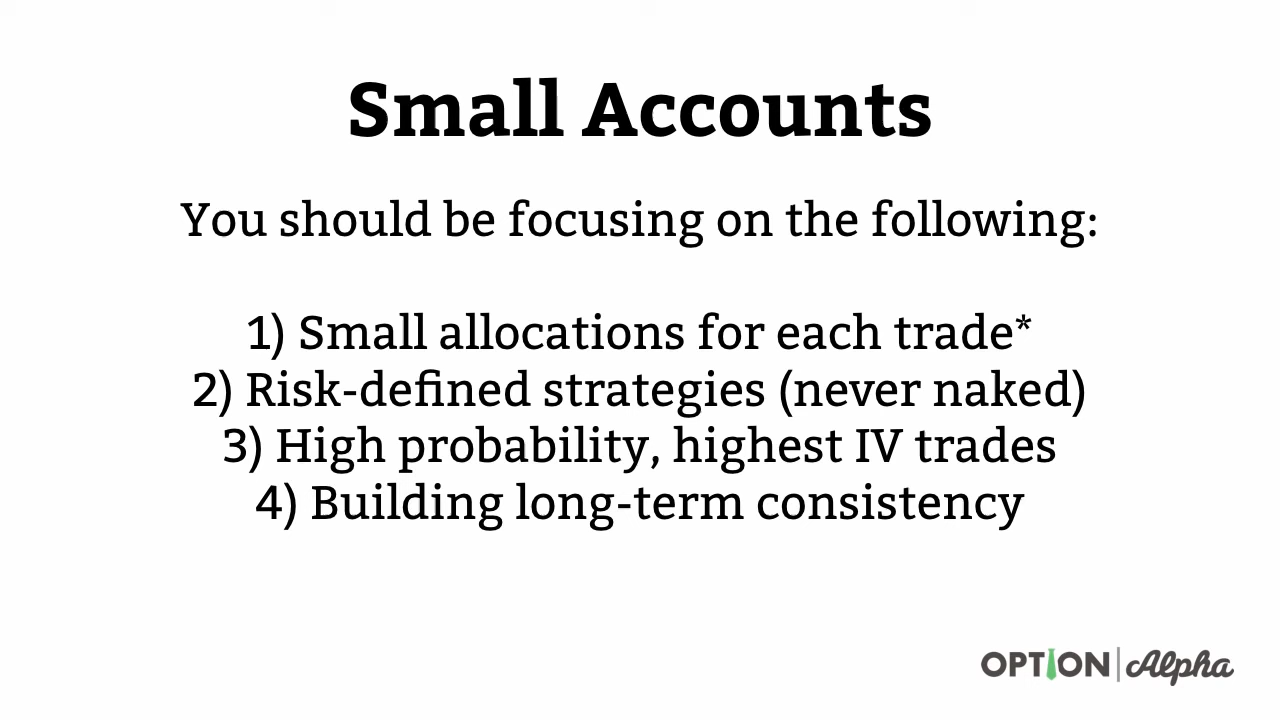 Small Accounts
You should be focusing on the following:
1) Small allocations for each trade*
2) Risk-defined strategies (never naked)
3) High probability, highest IV trades
4) Building long-term consistency
OPTION | Alpha